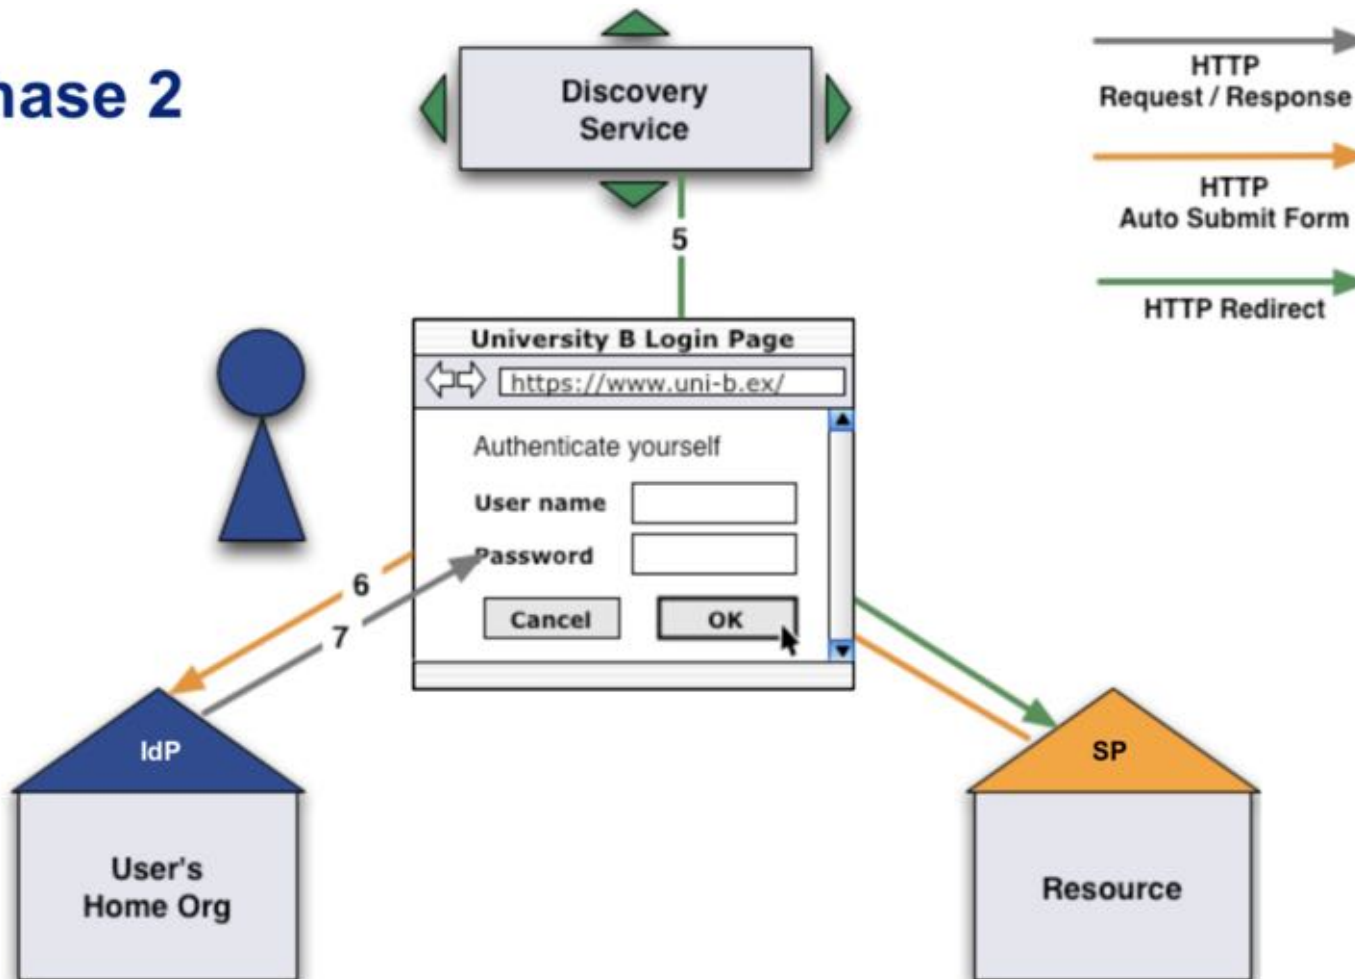 hase 2
Discovery
Service
HTTP
Request / Response
HTTP
Auto Submit Form
HTTP Redirect
5
University B Login Page
https://www.uni-b.ex/
Authenticate yourself
User name
Password
Cancel
OK
6
7
IdP
User's
Home Org
SP
Resource